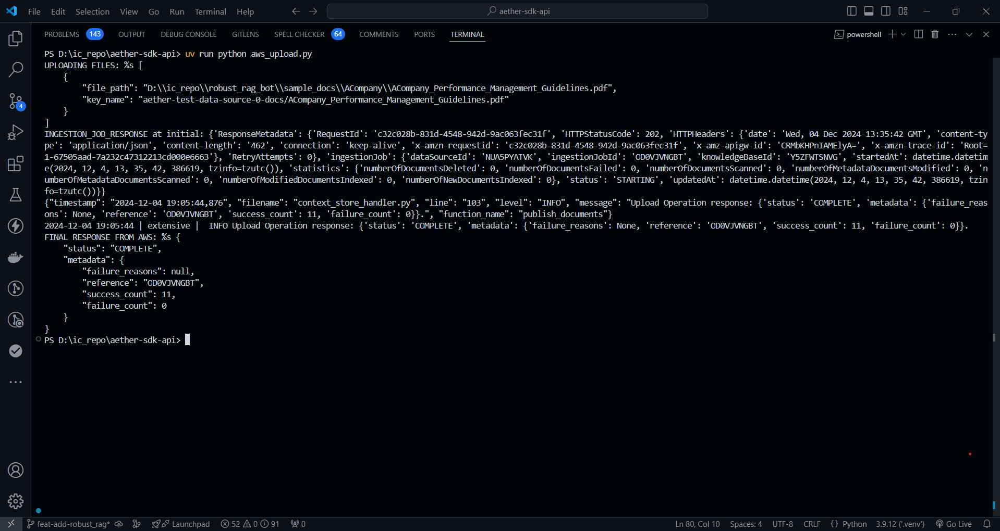 File Edit Selection View Go Run Terminal Help aether-sdk-api
PROBLEMS 143 OUTPUT DEBUG CONSOLE GITLENS SPELL CHECKER 64 COMMENTS PORTS TERMINAL powershell
PS D:\ic_repo\aether-sdk-api> uv run python aws_upload.py
UPLOADING FILES: %s [
    {
        "file_path": "D:\\ic_repo\\robust_rag_bot\\sample_docs\\ACompany\\ACompany_Performance_Management_Guidelines.pdf",
        "key_name": "aether-test-data-source-0-docs/ACompany_Performance_Management_Guidelines.pdf"
    }
]
INGESTION_JOB_RESPONSE at initial: {'ResponseMetadata': {'RequestId': 'c32c028b-831d-4548-942d-9ac063fec31f', 'HTTPStatusCode': 202, 'HTTPHeaders': {'date': 'Wed, 04 Dec 2024 13:35:42 GMT', 'content-ty
pe': 'application/json', 'content-length': '462', 'connection': 'keep-alive', 'x-amzn-requestid': 'c32c028b-831d-4548-942d-9ac063fec31f', 'x-amz-apigw-id': 'CRMbKHPnIAMElyA=', 'x-amzn-trace-id': 'Root=
1-67505aad-7a232c47312213cd000e6663'}, 'RetryAttempts': 0}, 'ingestionJob': {'dataSourceId': 'NUA5PYATVK', 'ingestionJobId': 'OD0VJVNGBT', 'knowledgeBaseId': 'Y5ZFWTSNVG', 'startedAt': datetime.datetim
e(2024, 12, 4, 13, 35, 42, 386619, tzinfo=tzutc()), 'statistics': {'numberOfDocumentsDeleted': 0, 'numberOfDocumentsFailed': 0, 'numberOfDocumentsScanned': 0, 'numberOfMetadataDocumentsModified': 0, 'n
umberOfMetadataDocumentsScanned': 0, 'numberOfModifiedDocumentsIndexed': 0, 'numberOfNewDocumentsIndexed': 0}, 'status': 'STARTING', 'updatedAt': datetime.datetime(2024, 12, 4, 13, 35, 42, 386619, tzin
fo=tzutc())}}
{"timestamp": "2024-12-04 19:05:44,876", "filename": "context_store_handler.py", "line": "103", "level": "INFO", "message": "Upload Operation response: {'status': 'COMPLETE', 'metadata': {'failure_reas
ons': None, 'reference': 'OD0VJVNGBT', 'success_count': 11, 'failure_count': 0}}.", "function_name": "publish_documents"}
2024-12-04 19:05:44 | extensive |  INFO Upload Operation response: {'status': 'COMPLETE', 'metadata': {'failure_reasons': None, 'reference': 'OD0VJVNGBT', 'success_count': 11, 'failure_count': 0}}.
FINAL RESPONSE FROM AWS: %s {
    "status": "COMPLETE",
    "metadata": {
        "failure_reasons": null,
        "reference": "OD0VJVNGBT",
        "success_count": 11,
        "failure_count": 0
    }
}
PS D:\ic_repo\aether-sdk-api>
4
feat-add-robust_rag* Launchpad 52 0 91 0 Ln 80, Col 10 Spaces: 4 UTF-8 CRLF {} Python 3.9.12 ('.venv') Go Live